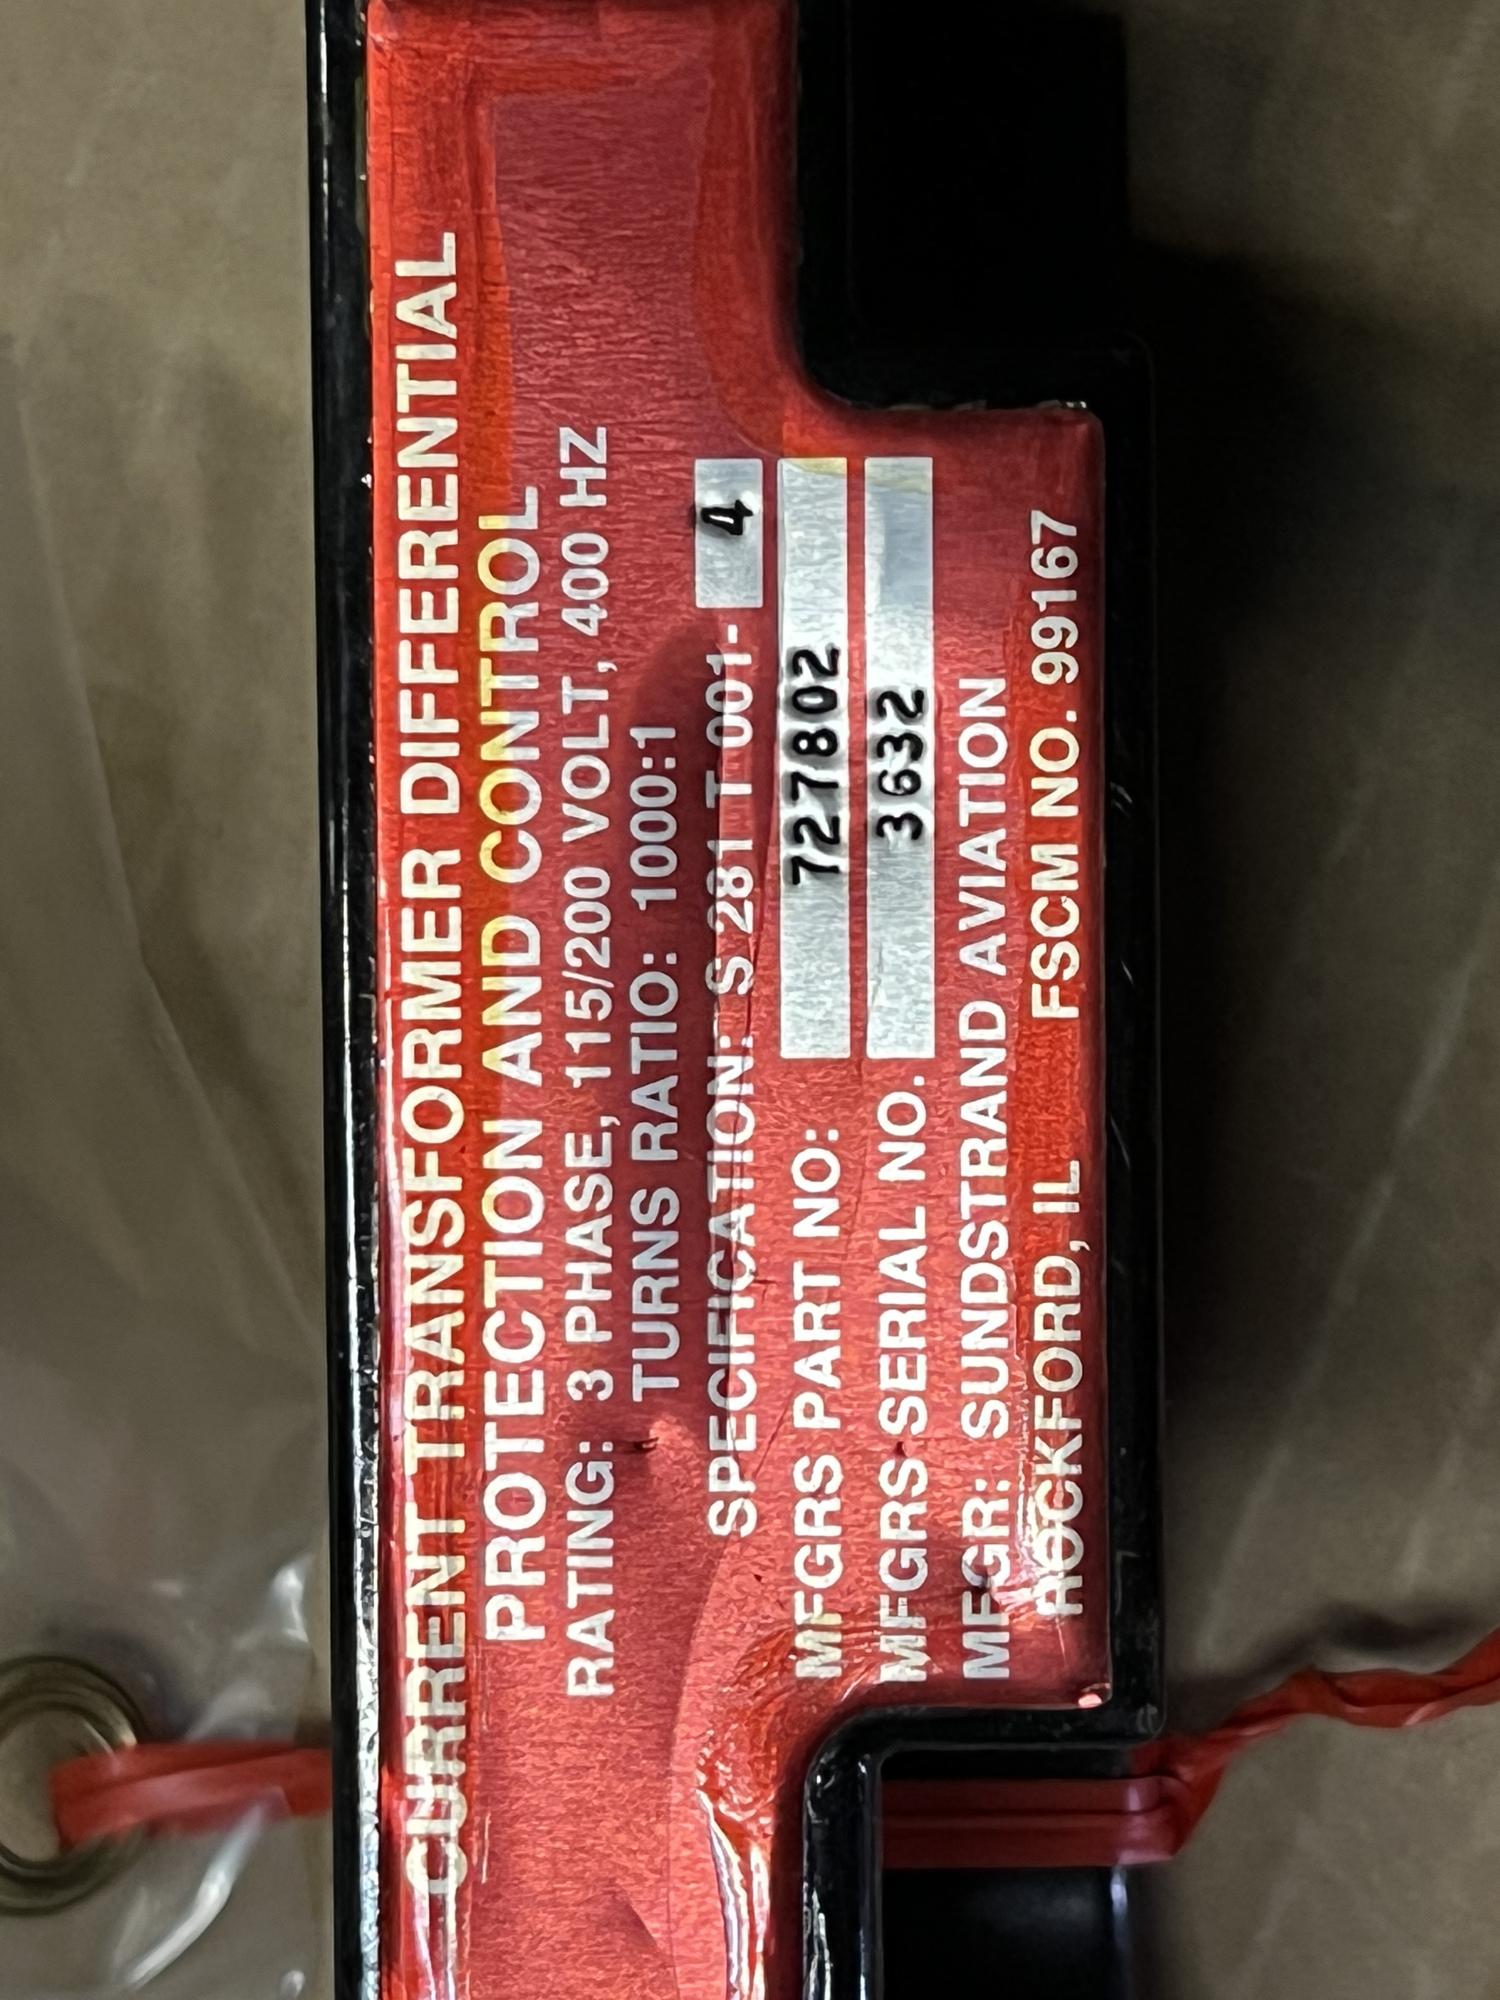 CURRENT TRANSFORMER DIFFERENTIAL
PROTECTION AND CONTROL
RATING: 3 PHASE, 115/200 VOLT, 400 HZ
TURNS RATIO: 1000:1
SPECIFICATION: S 281 T 001- 4
MFGRS PART NO: 727802
MFGRS SERIAL NO. 3632
MFGR: SUNDSTRAND AVIATION
ROCKFORD, IL FSCM NO. 99167